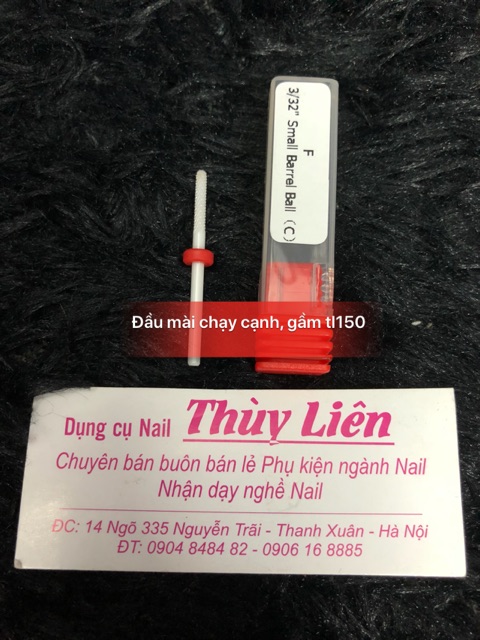 F
3/32" Small Barrel Ball (C)
Đầu mài chạy cạnh, gầm tl150
Dụng cụ Nail Thùy Liên
Chuyên bán buôn bán lẻ Phụ kiện ngành Nail
Nhận dạy nghề Nail
ĐC: 14 Ngõ 335 Nguyễn Trãi - Thanh Xuân - Hà Nội
ĐT: 0904 8484 82 - 0906 16 8885